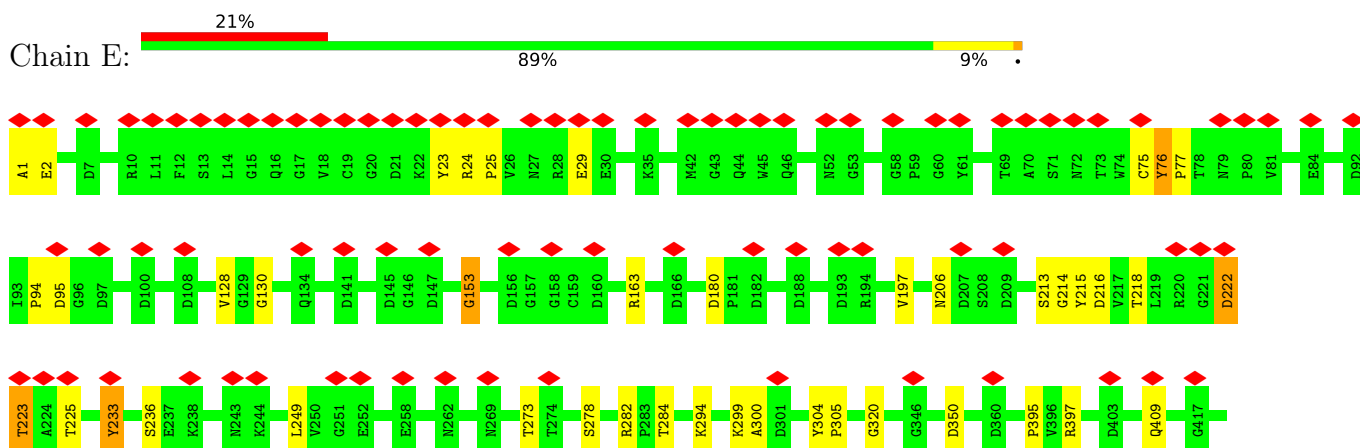 21%
Chain E:
89% 9% •
A1 E2 D7 R10 L11 F12 S13 L14 G15 Q16 G17 V18 C19 G20 D21 K22 Y23 R24 P25 V26 N27 R28 E29 E30 K35 M42 G43 Q44 W45 Q46 N52 G53 G58 P59 G60 Y61 T69 A70 S71 N72 T73 W74 C75 Y76 P77 T78 N79 P80 V81 E84 D92
I93 P94 D95 G96 D97 D100 D108 V128 G129 G130 Q134 D141 D145 G146 D147 G153 D156 G157 G158 C159 D160 R163 D166 D180 P181 D182 D188 D193 R194 V197 N206 D207 S208 D209 S213 G214 Y215 D216 V217 T218 L219 R220 G221 D222
T223 A224 T225 Y233 S236 E237 K238 N243 K244 L249 V250 G251 E252 E258 N262 N269 T273 T274 S278 R282 P283 T284 K294 K299 A300 D301 Y304 P305 G320 G346 D350 D360 P395 V396 R397 D403 Q409 G417